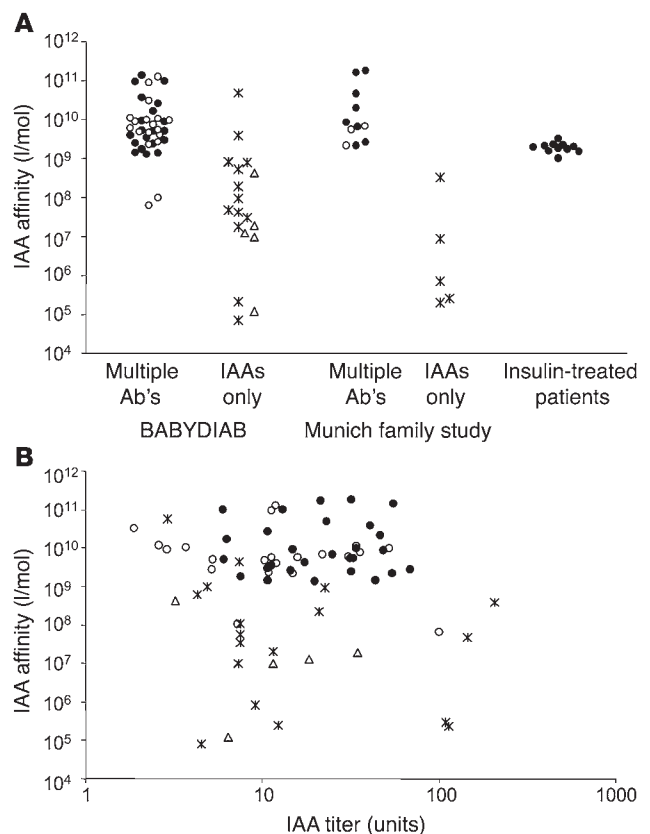 A
10¹²
10¹¹
10¹⁰
10⁹
10⁸
10⁷
10⁶
10⁵
10⁴
IAA affinity (l/mol)
Multiple Ab's
IAAs only
Multiple Ab's
IAAs only
Insulin-treated patients
BABYDIAB
Munich family study
B
10¹²
10¹¹
10¹⁰
10⁹
10⁸
10⁷
10⁶
10⁵
10⁴
IAA affinity (l/mol)
1
10
100
1000
IAA titer (units)